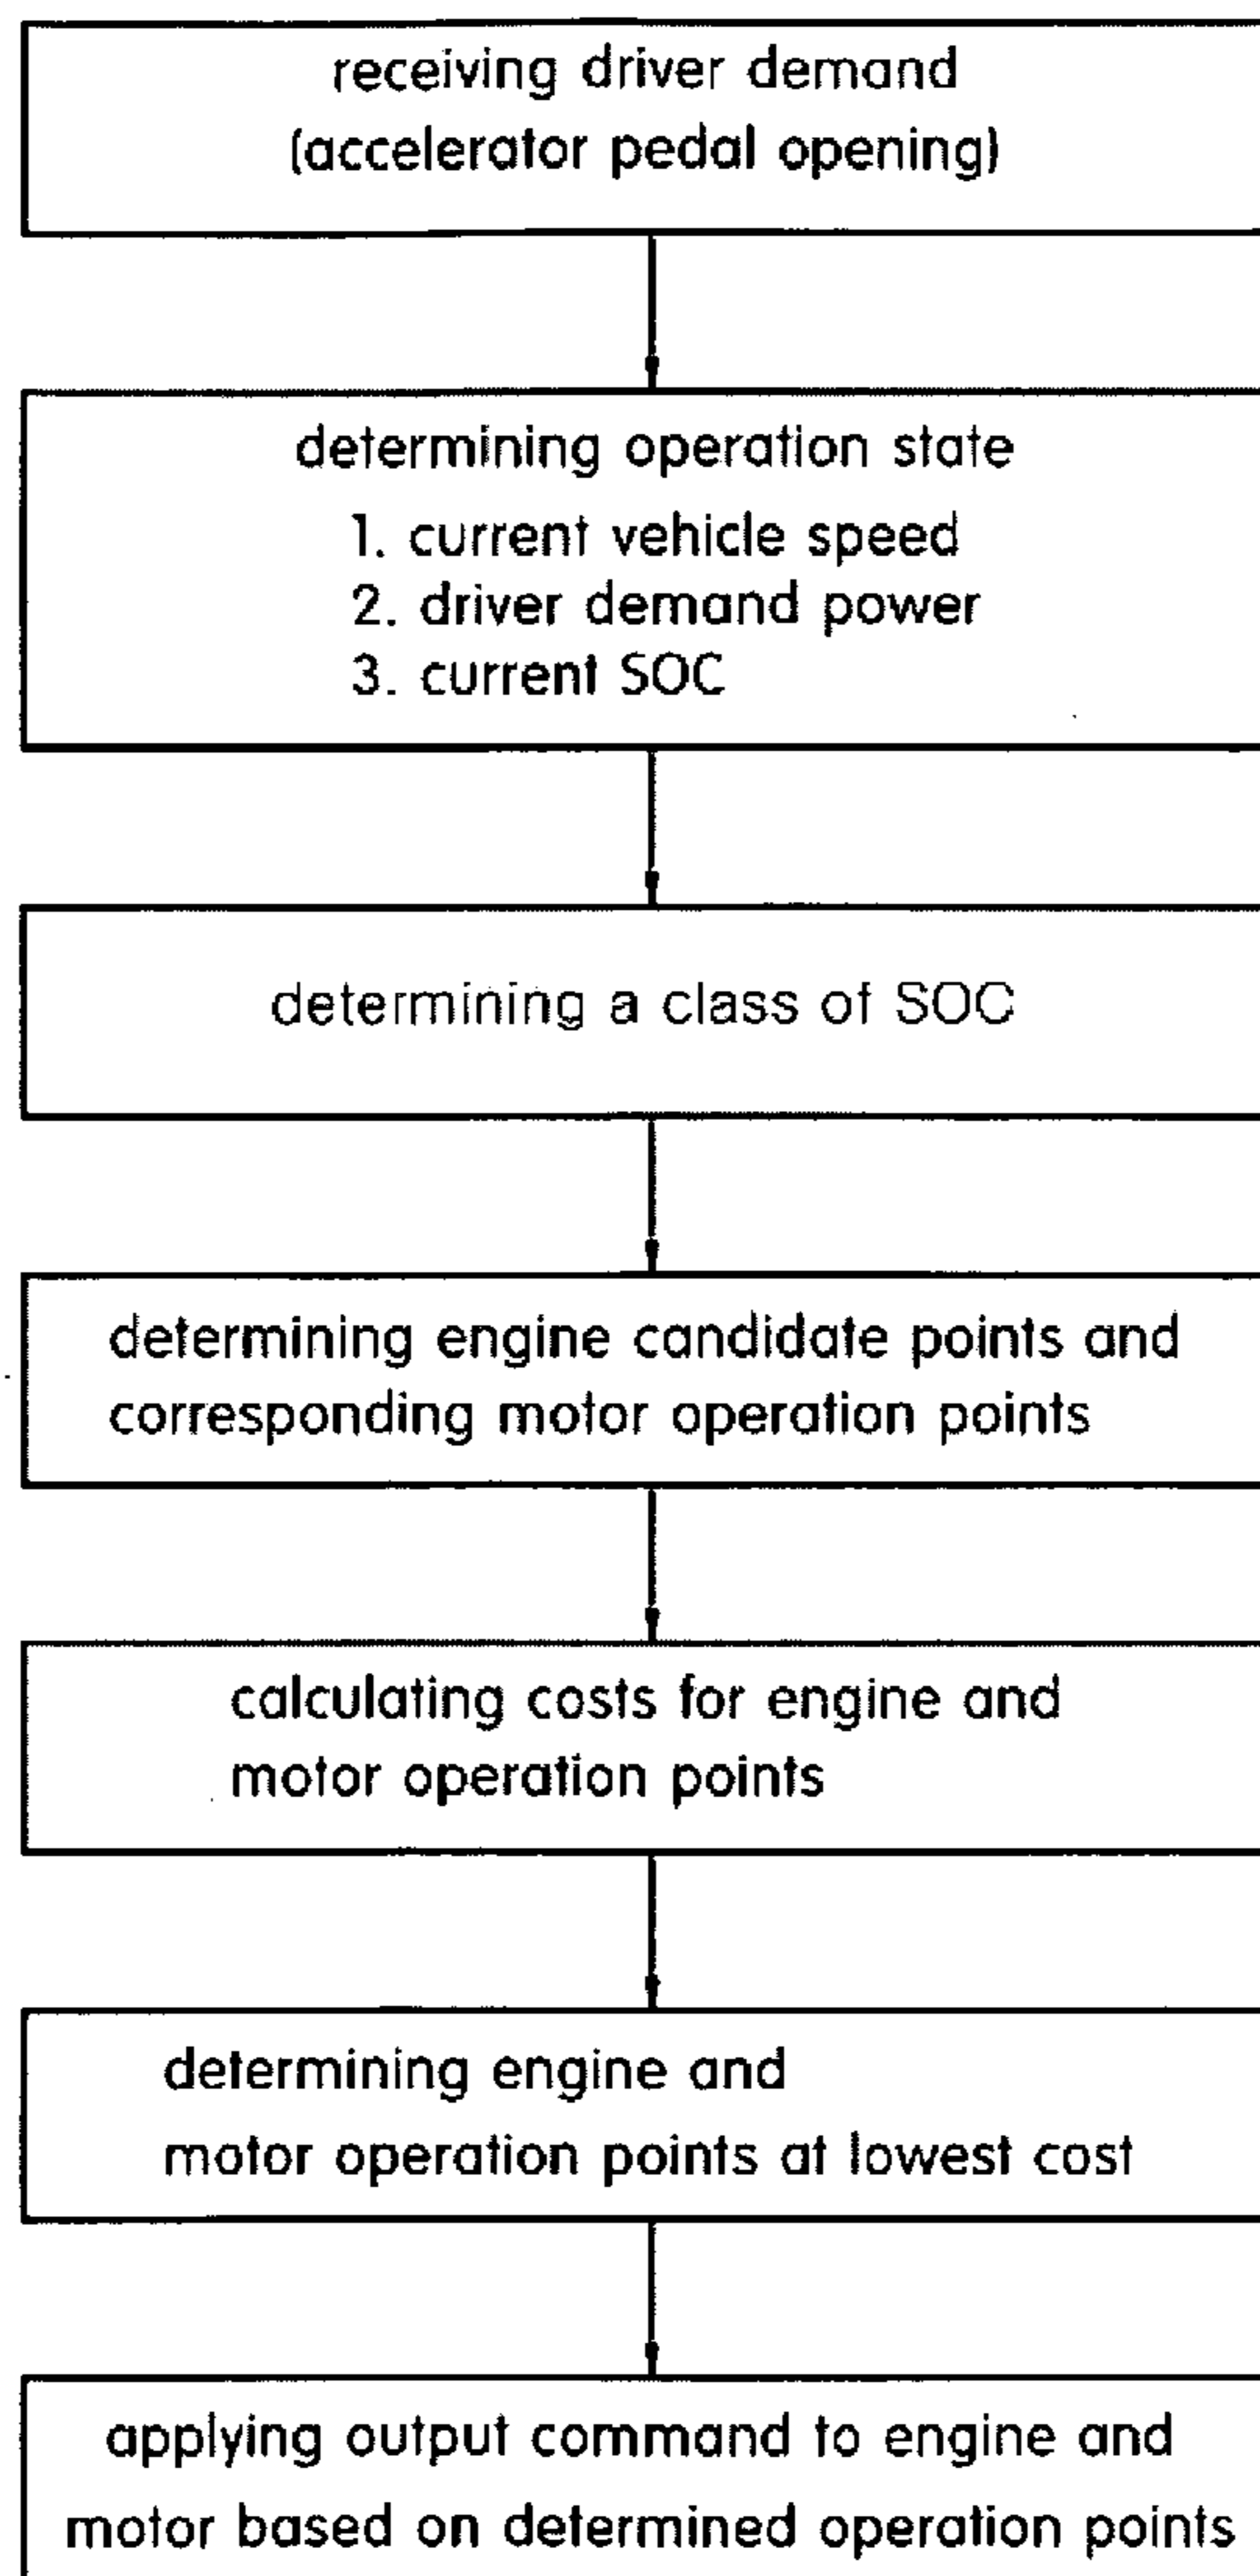 receiving driver demand
(accelerator pedal opening)
determining operation state
1. current vehicle speed
2. driver demand power
3. current SOC
determining a class of SOC
determining engine candidate points and
corresponding motor operation points
calculating costs for engine and
motor operation points
determining engine and
motor operation points at lowest cost
applying output command to engine and
motor based on determined operation points